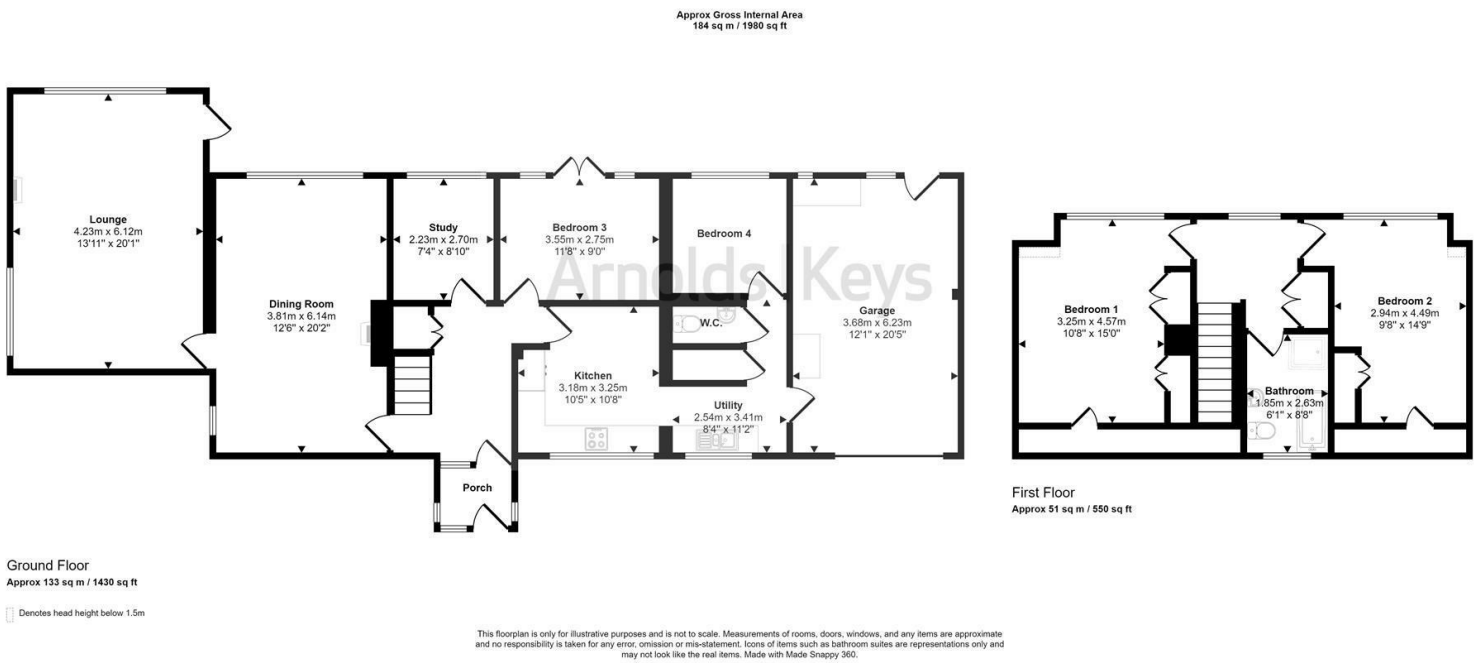 Approx Gross Internal Area
184 sq m / 1980 sq ft
Lounge
4.23m x 6.12m
13'11" x 20'1"
Dining Room
3.81m x 6.14m
12'6" x 20'2"
Study
2.23m x 2.70m
7'4" x 8'10"
Bedroom 3
3.55m x 2.75m
11'8" x 9'0"
Bedroom 4
Arnolds | Keys
W.C.
Garage
3.68m x 6.23m
12'1" x 20'5"
Kitchen
3.18m x 3.25m
10'5" x 10'8"
Utility
2.54m x 3.41m
8'4" x 11'2"
Porch
Bedroom 1
3.25m x 4.57m
10'8" x 15'0"
Bedroom 2
2.94m x 4.49m
9'8" x 14'9"
Bathroom
1.85m x 2.63m
6'1" x 8'8"
First Floor
Approx 51 sq m / 550 sq ft
Ground Floor
Approx 133 sq m / 1430 sq ft
Denotes head height below 1.5m
This floorplan is only for illustrative purposes and is not to scale. Measurements of rooms, doors, windows, and any items are approximate
and no responsibility is taken for any error, omission or mis-statement. Icons of items such as bathroom suites are representations only and
may not look like the real items. Made with Made Snappy 360.